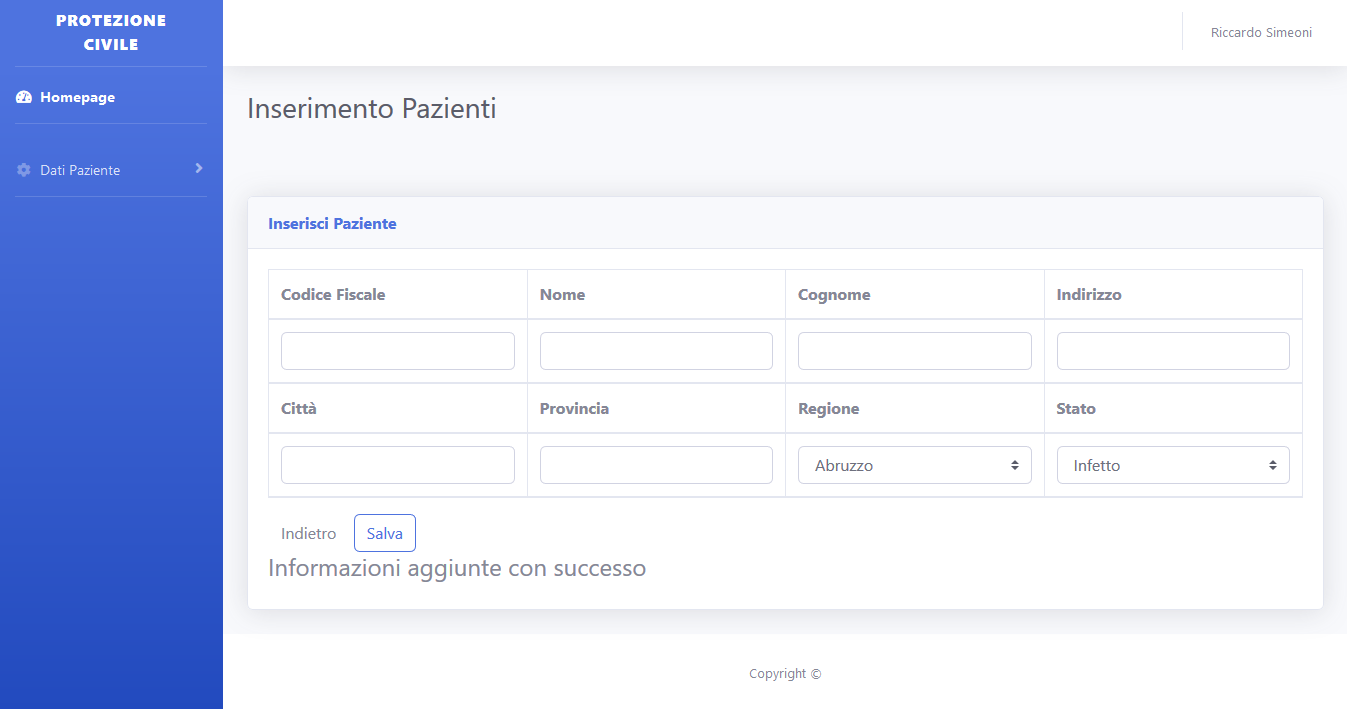 PROTEZIONE
CIVILE
Riccardo Simeoni
Homepage
Inserimento Pazienti
Dati Paziente
Inserisci Paziente
Codice Fiscale Nome Cognome Indirizzo
Città Provincia Regione Stato
Abruzzo Infetto
Indietro Salva
Informazioni aggiunte con successo
Copyright ©